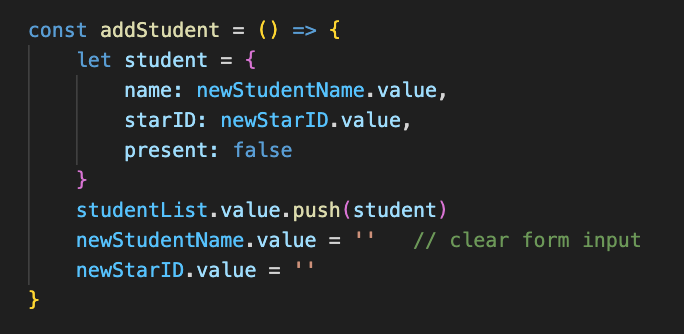 const addStudent = () => {
    let student = {
        name: newStudentName.value,
        starID: newStarID.value,
        present: false
    }
    studentList.value.push(student)
    newStudentName.value = ''   // clear form input
    newStarID.value = ''
}